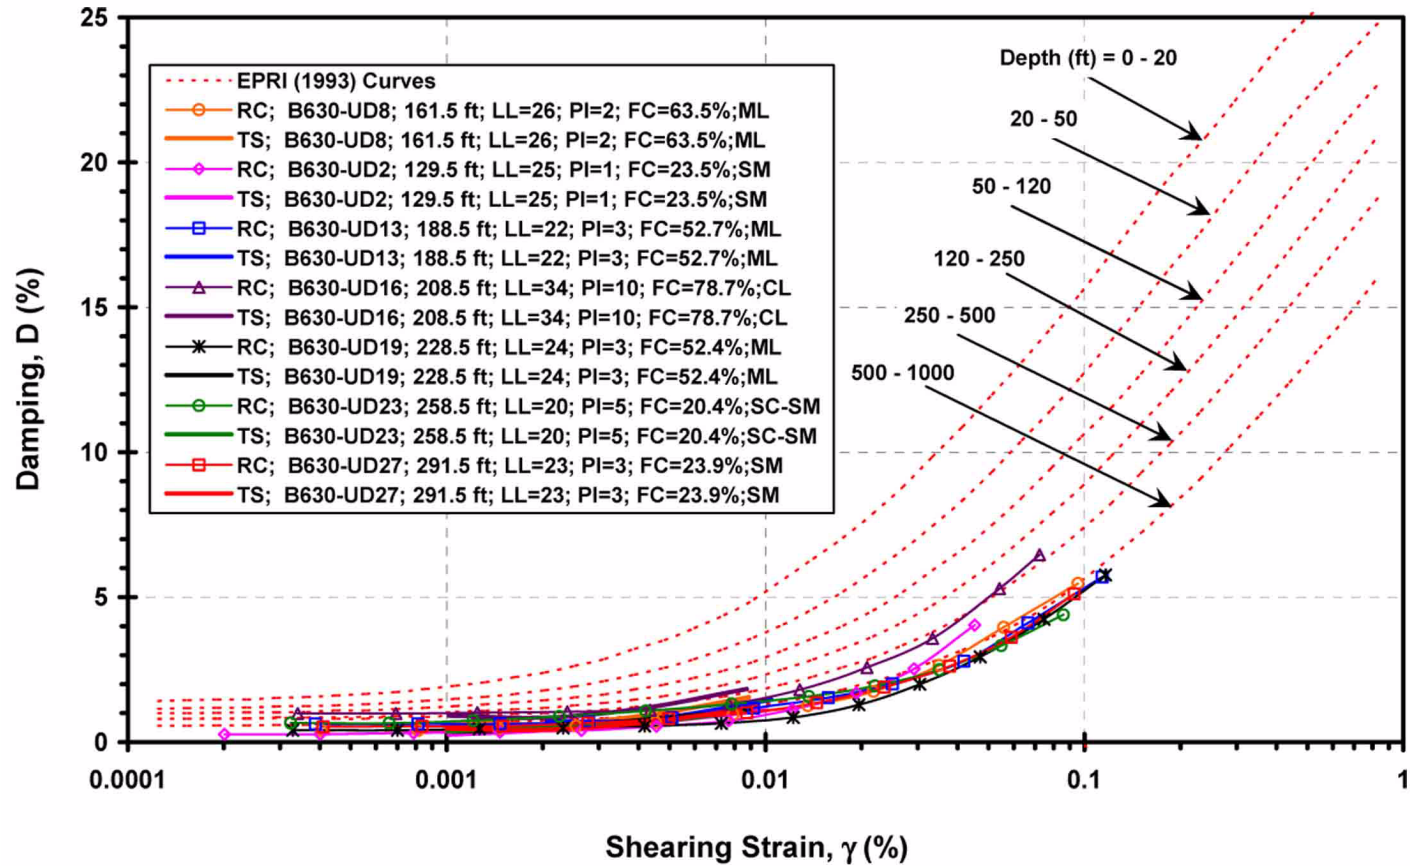 25
20
15
10
5
0
Damping, D (%)
EPRI (1993) Curves
RC; B630-UD8; 161.5 ft; LL=26; PI=2; FC=63.5%;ML
TS; B630-UD8; 161.5 ft; LL=26; PI=2; FC=63.5%;ML
RC; B630-UD2; 129.5 ft; LL=25; PI=1; FC=23.5%;SM
TS; B630-UD2; 129.5 ft; LL=25; PI=1; FC=23.5%;SM
RC; B630-UD13; 188.5 ft; LL=22; PI=3; FC=52.7%;ML
TS; B630-UD13; 188.5 ft; LL=22; PI=3; FC=52.7%;ML
RC; B630-UD16; 208.5 ft; LL=34; PI=10; FC=78.7%;CL
TS; B630-UD16; 208.5 ft; LL=34; PI=10; FC=78.7%;CL
RC; B630-UD19; 228.5 ft; LL=24; PI=3; FC=52.4%;ML
TS; B630-UD19; 228.5 ft; LL=24; PI=3; FC=52.4%;ML
RC; B630-UD23; 258.5 ft; LL=20; PI=5; FC=20.4%;SC-SM
TS; B630-UD23; 258.5 ft; LL=20; PI=5; FC=20.4%;SC-SM
RC; B630-UD27; 291.5 ft; LL=23; PI=3; FC=23.9%;SM
TS; B630-UD27; 291.5 ft; LL=23; PI=3; FC=23.9%;SM
Depth (ft) = 0 - 20
20 - 50
50 - 120
120 - 250
250 - 500
500 - 1000
0.0001
0.001
0.01
0.1
1
Shearing Strain, γ (%)